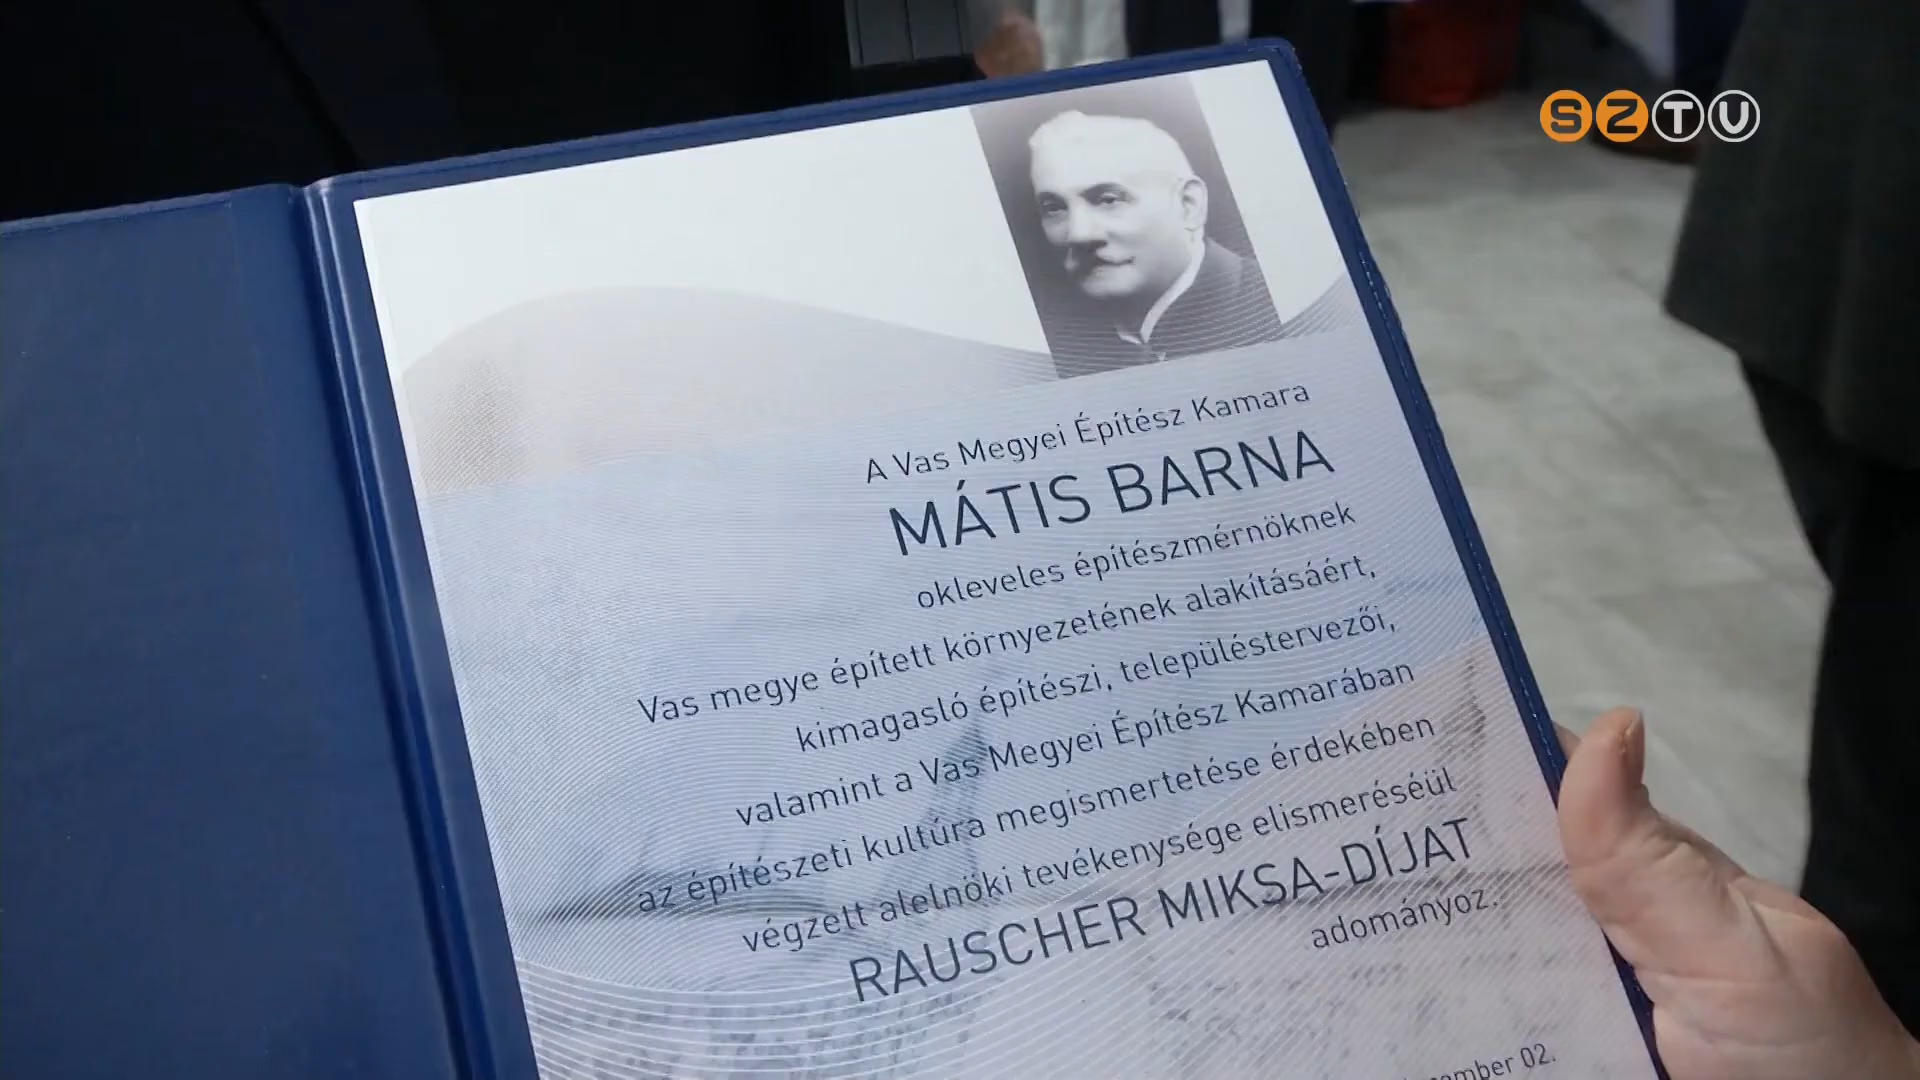 SZTV
A Vas Megyei Építész Kamara
MÁTIS BARNA
okleveles építészmérnöknek
Vas megye épített környezetének alakításáért,
kimagasló építészi, településtervezői,
valamint a Vas Megyei Építész Kamarában
az építészeti kultúra megismertetése érdekében
végzett alelnöki tevékenysége elismeréséül
RAUSCHER MIKSA-DÍJAT
adományoz.
02.